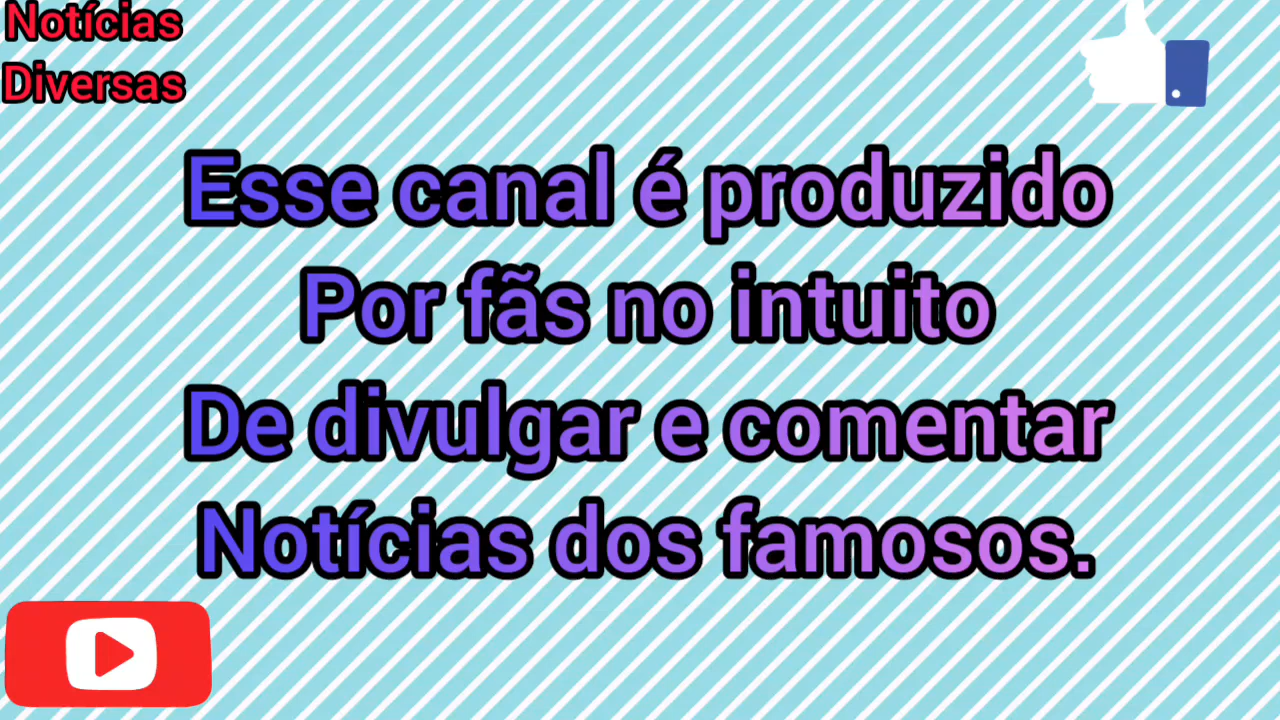 Notícias
Diversas
Esse canal é produzido
Por fãs no intuito
De divulgar e comentar
Notícias dos famosos.